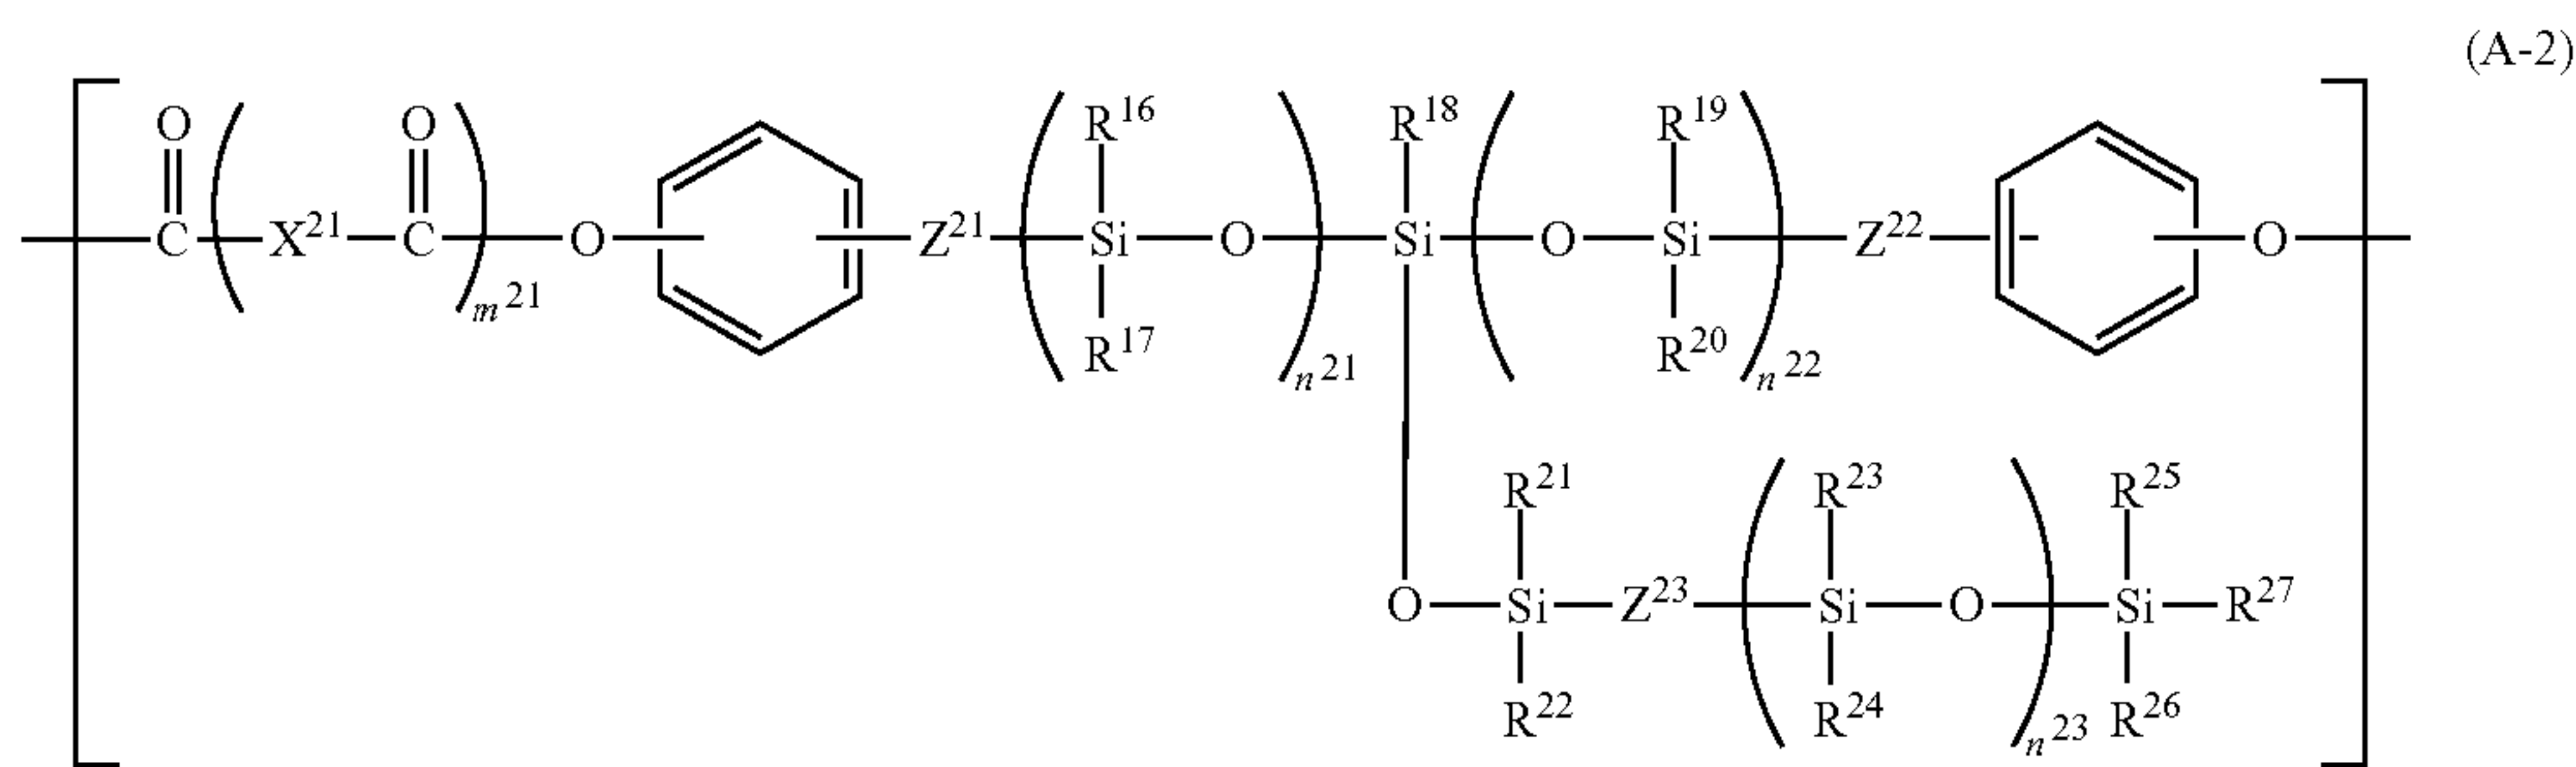 (A-2)
O O R¹⁶ R¹⁸ R¹⁹
C X²¹ C O Z²¹ Si O Si O Si Z²² O
m²¹ R¹⁷ n²¹ R²⁰ n²²
R²¹ R²³ R²⁵
O Si Z²³ Si O Si R²⁷
R²² R²⁴ n²³ R²⁶